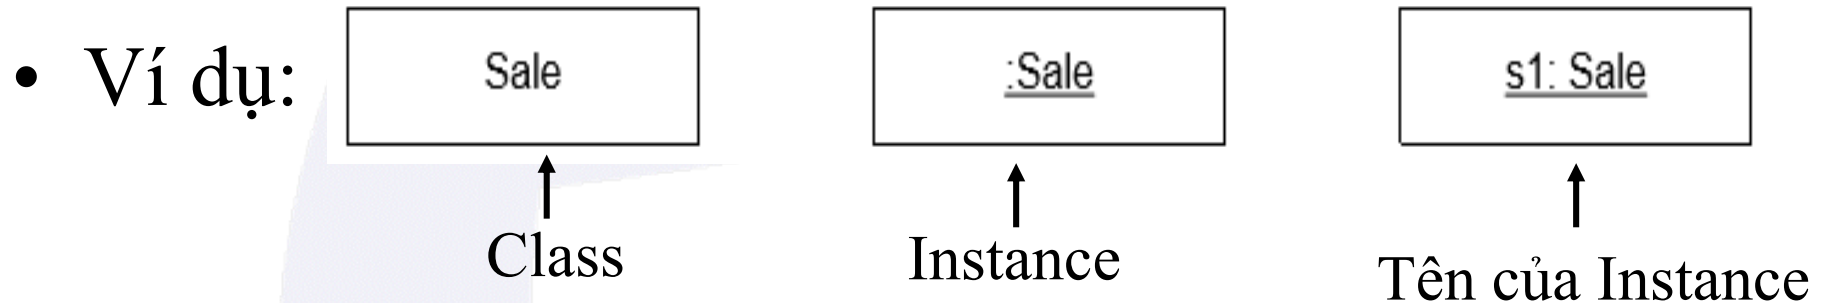 • Ví dụ:
Sale
:Sale
s1: Sale
Class
Instance
Tên của Instance